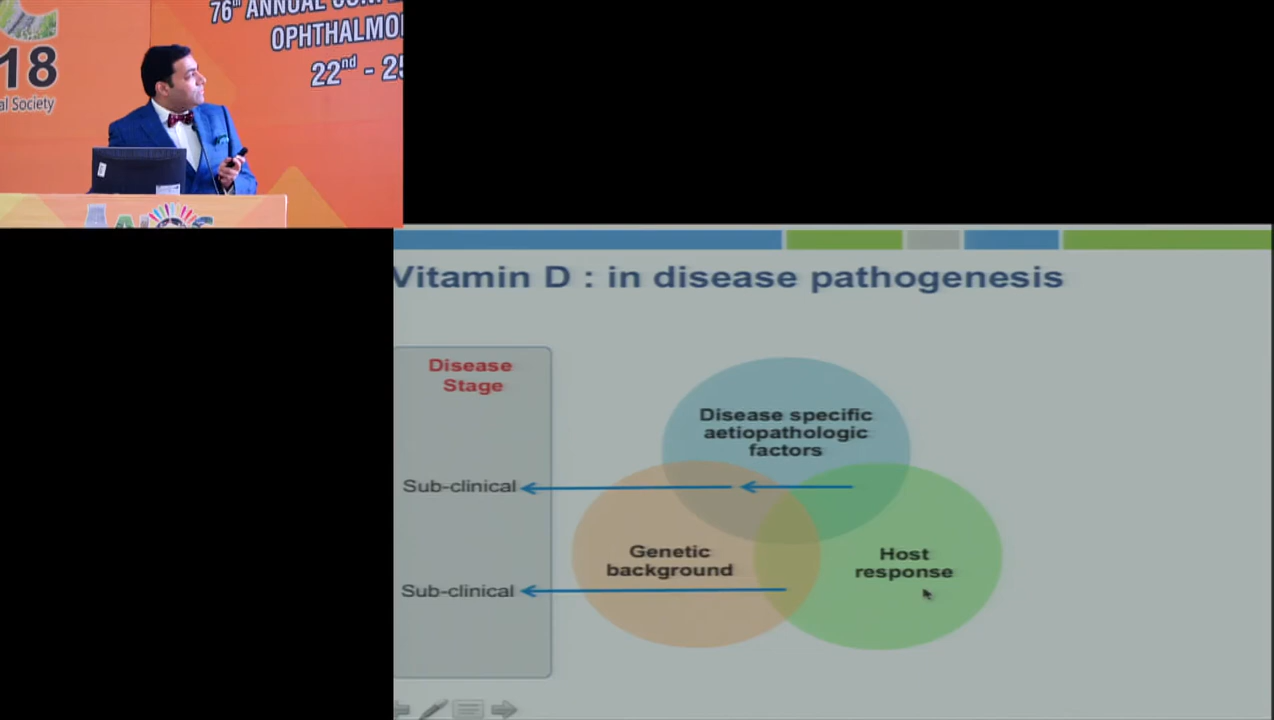 76th ANNUAL
OPHTHALMO
22nd - 25
18
al Society
Vitamin D : in disease pathogenesis
Disease
Stage
Disease specific
aetiopathologic
factors
Sub-clinical
Genetic
background
Host
response
Sub-clinical